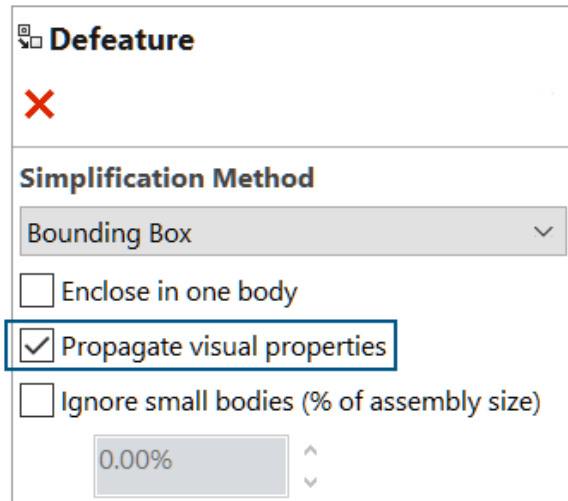 Defeature
Simplification Method
Bounding Box
Enclose in one body
Propagate visual properties
Ignore small bodies (% of assembly size)
0.00%